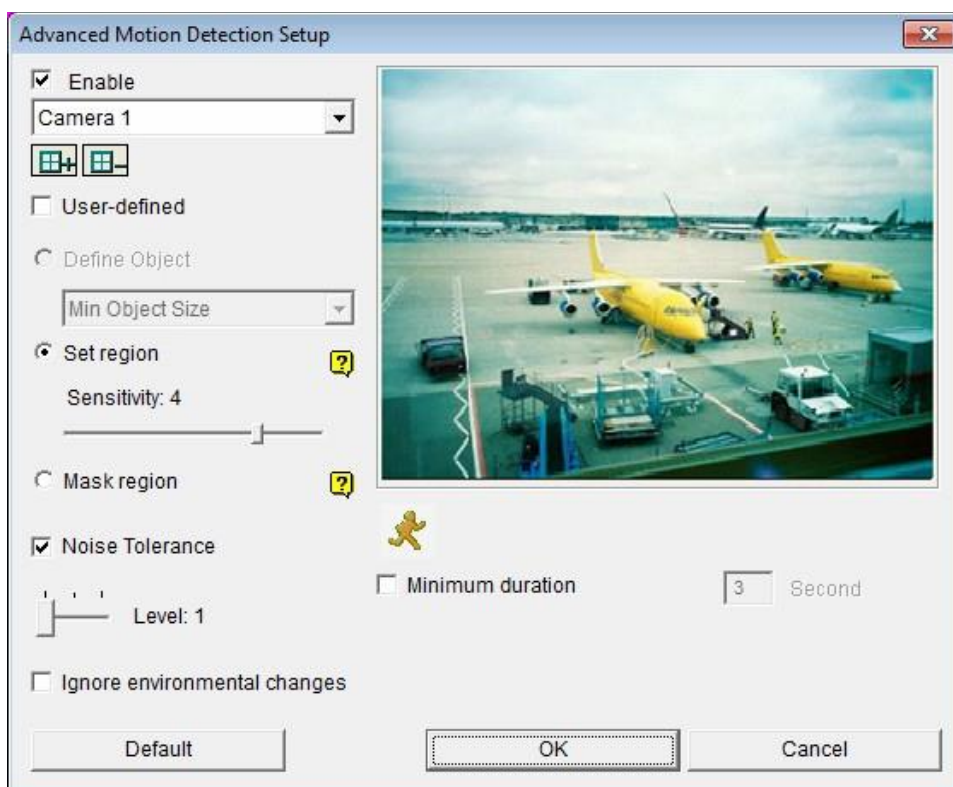 Advanced Motion Detection Setup
Enable
Camera 1
User-defined
Define Object
Min Object Size
Set region
?
Sensitivity: 4
Mask region
?
Noise Tolerance
Level: 1
Minimum duration
3 Second
Ignore environmental changes
Default
OK
Cancel